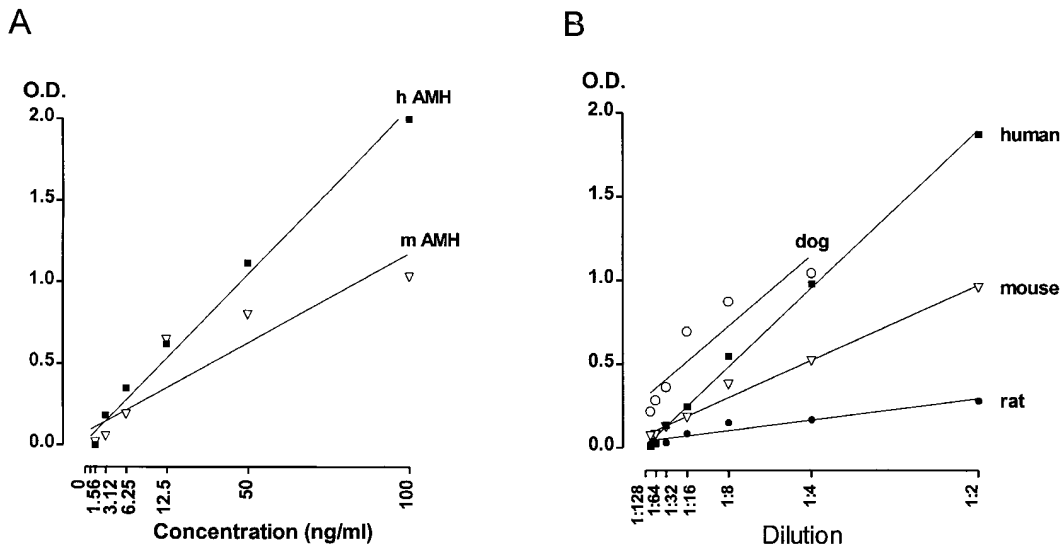 A
O.D.
2.0
1.5
1.0
0.5
0.0
h AMH
m AMH
0
1.56
3.12
6.25
12.5
50
100
Concentration (ng/ml)
B
O.D.
2.0
1.5
1.0
0.5
0.0
human
dog
mouse
rat
1:128
1:64
1:32
1:16
1:8
1:4
1:2
Dilution